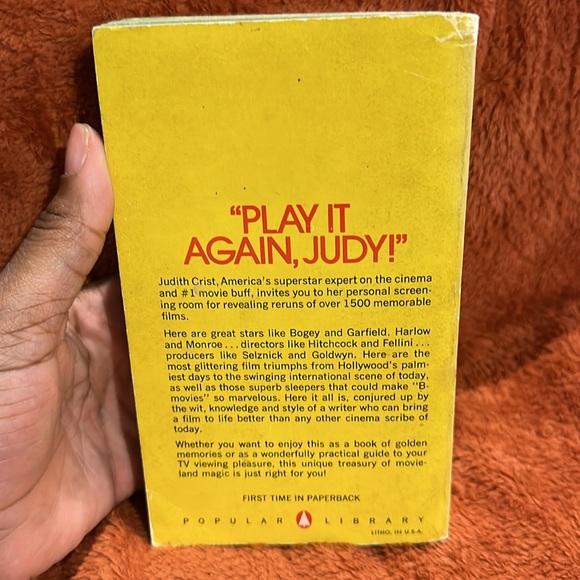 “PLAY IT
AGAIN, JUDY!”
Judith Crist, America's superstar expert on the cinema
and #1 movie buff, invites you to her personal screen-
ing room for revealing reruns of over 1500 memorable
films.
Here are great stars like Bogey and Garfield, Harlow
and Monroe . . . directors like Hitchcock and Fellini . . .
producers like Selznick and Goldwyn. Here are the
most glittering film triumphs from Hollywood's palm-
iest days to the swinging international scene of today,
as well as those superb sleepers that could make "B-
movies" so marvelous. Here it all is, conjured up by
the wit, knowledge and style of a writer who can bring
a film to life better than any other cinema scribe of
today.
Whether you want to enjoy this as a book of golden
memories or as a wonderfully practical guide to your
TV viewing pleasure, this unique treasury of movie-
land magic is just right for you!
FIRST TIME IN PAPERBACK
POPULAR LIBRARY
LITHO. IN U.S.A.